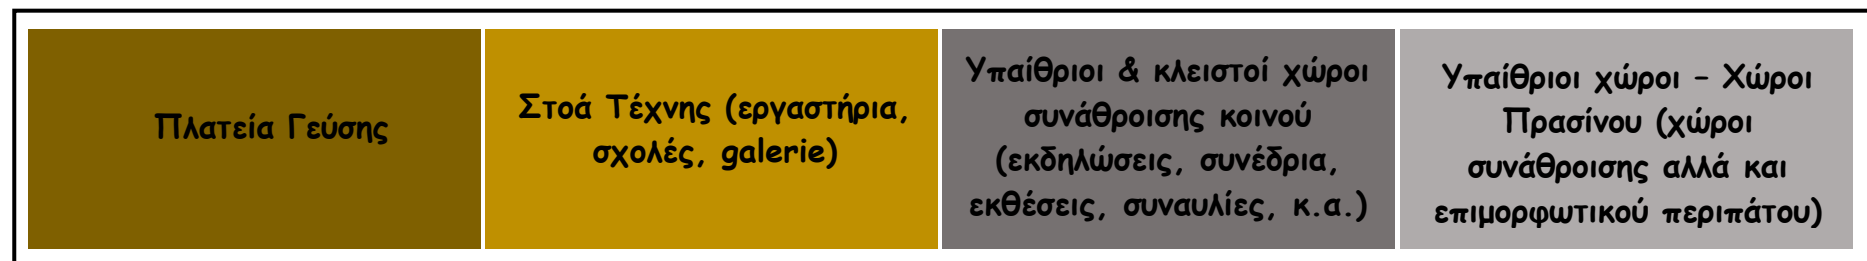 Πλατεία Γεύσης
Στοά Τέχνης (εργαστήρια,
σχολές, galerie)
Υπαίθριοι & κλειστοί χώροι
συνάθροισης κοινού
(εκδηλώσεις, συνέδρια,
εκθέσεις, συναυλίες, κ.α.)
Υπαίθριοι χώροι - Χώροι
Πρασίνου (χώροι
συνάθροισης αλλά και
επιμορφωτικού περιπάτου)